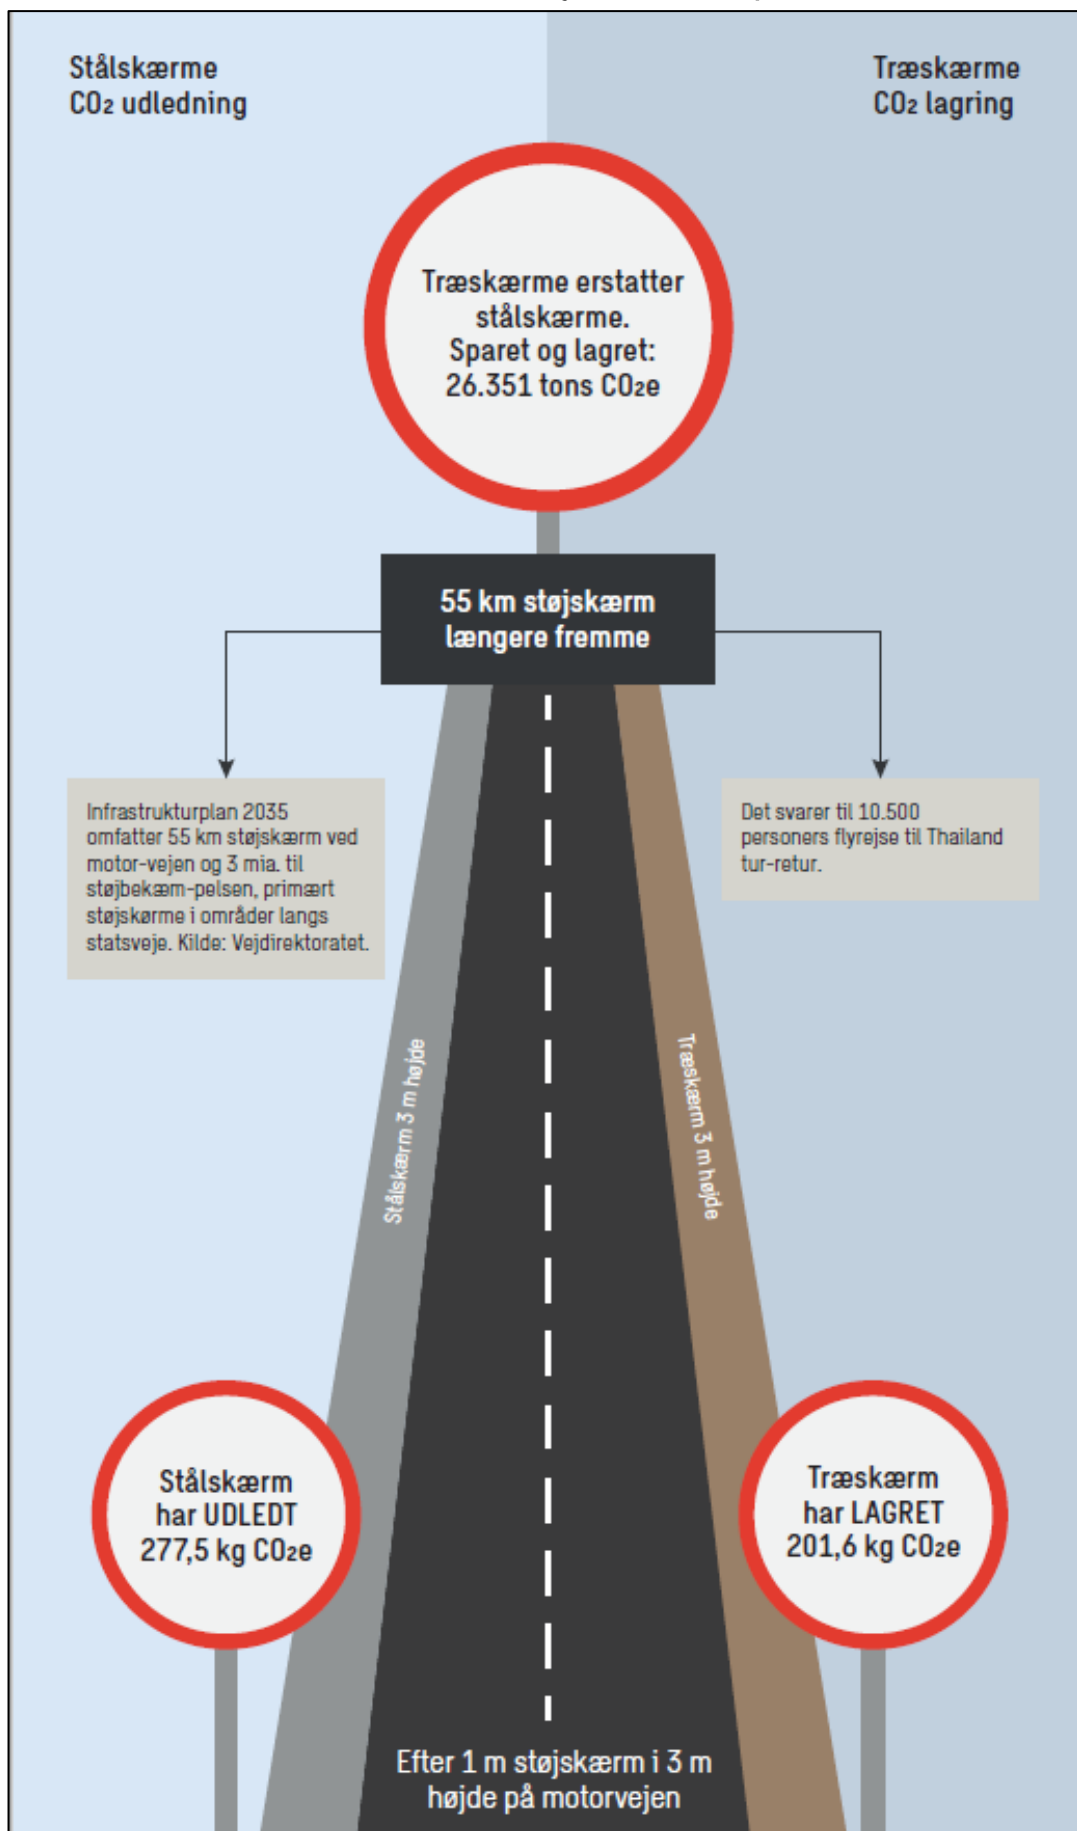 Stålskærme
CO₂ udledning
Træskærme
CO₂ lagring
Træskærme erstatter
stålskærme.
Sparet og lagret:
26.351 tons CO₂e
55 km støjskærm
længere fremme
Infrastrukturplan 2035
omfatter 55 km støjskærm ved
motor-vejen og 3 mia. til
støjbekæm-pelsen, primært
støjskørme i områder langs
statsveje. Kilde: Vejdirektoratet.
Det svarer til 10.500
personers flyrejse til Thailand
tur-retur.
Stålskærm 3 m højde
Træskærm 3 m højde
Stålskærm
har UDLEDT
277,5 kg CO₂e
Træskærm
har LAGRET
201,6 kg CO₂e
Efter 1 m støjskærm i 3 m
højde på motorvejen